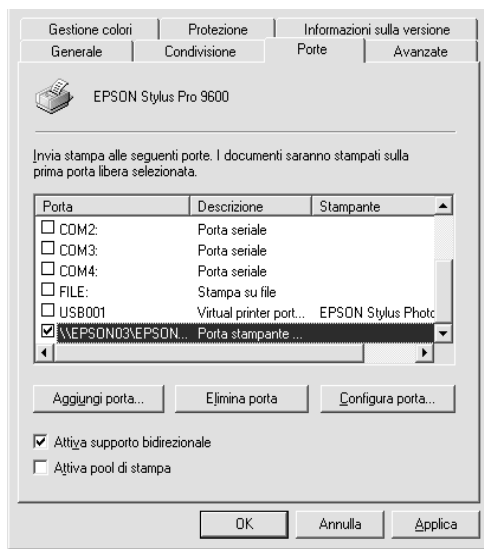 Gestione colori Protezione Informazioni sulla versione
Generale Condivisione Porte Avanzate
EPSON Stylus Pro 9600
Invia stampa alle seguenti porte. I documenti saranno stampati sulla
prima porta libera selezionata.
Porta Descrizione Stampante
COM2: Porta seriale
COM3: Porta seriale
COM4: Porta seriale
FILE: Stampa su file
USB001 Virtual printer port... EPSON Stylus Photo
\\EPSON03\EPSON... Porta stampante ...
Aggiungi porta... Elimina porta Configura porta...
Attiva supporto bidirezionale
Attiva pool di stampa
OK Annulla Applica